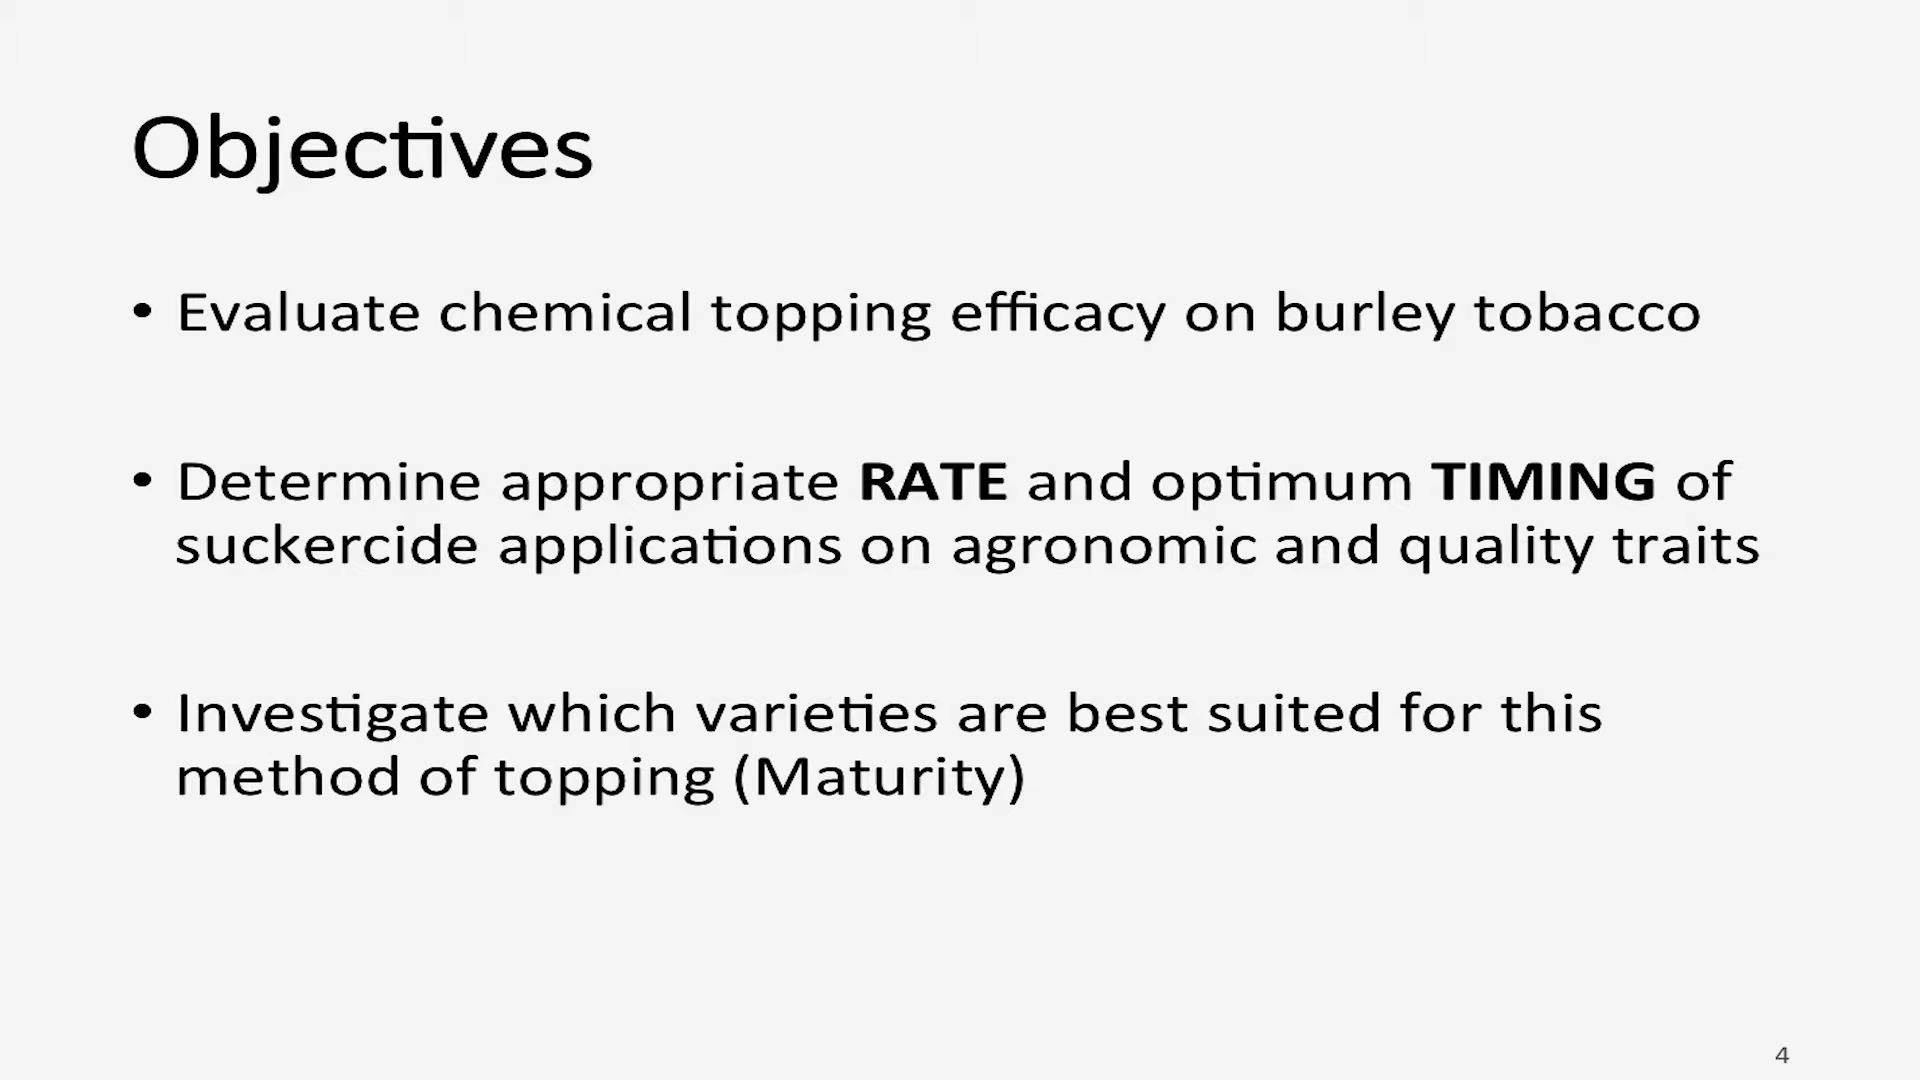 Objectives
• Evaluate chemical topping efficacy on burley tobacco
• Determine appropriate RATE and optimum TIMING of
suckercide applications on agronomic and quality traits
• Investigate which varieties are best suited for this
method of topping (Maturity)
4